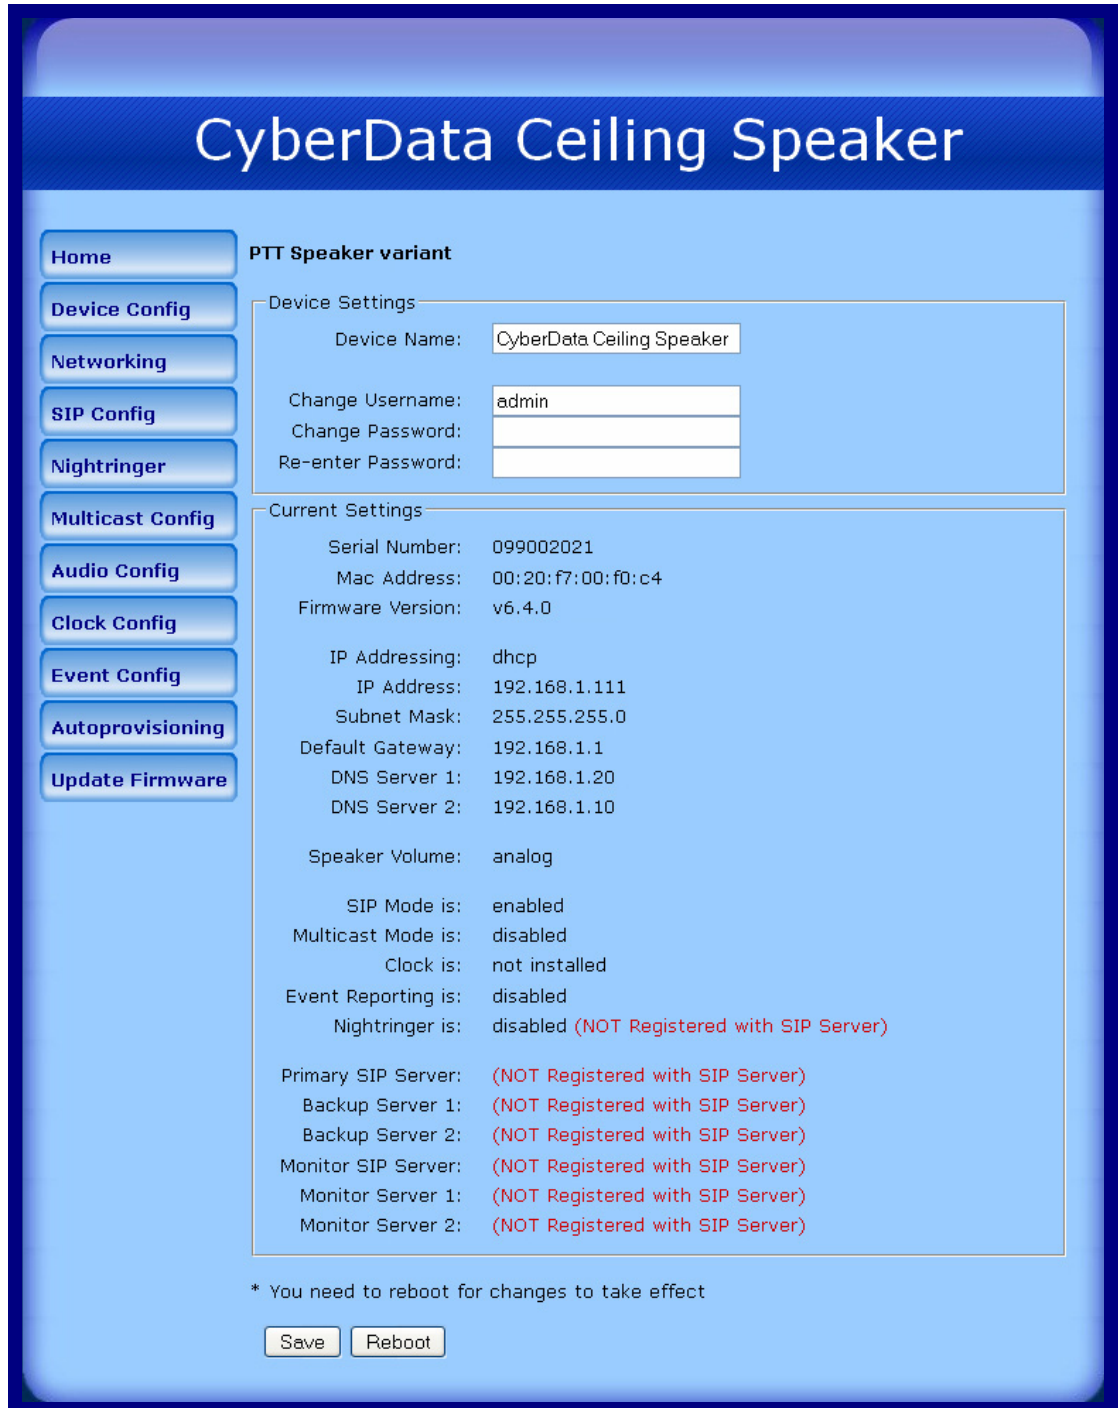 CyberData Ceiling Speaker
Home
Device Config
Networking
SIP Config
Nightringer
Multicast Config
Audio Config
Clock Config
Event Config
Autoprovisioning
Update Firmware
PTT Speaker variant
Device Settings
Device Name: CyberData Ceiling Speaker
Change Username: admin
Change Password:
Re-enter Password:
Current Settings
Serial Number: 099002021
Mac Address: 00:20:f7:00:f0:c4
Firmware Version: v6.4.0
IP Addressing: dhcp
IP Address: 192.168.1.111
Subnet Mask: 255.255.255.0
Default Gateway: 192.168.1.1
DNS Server 1: 192.168.1.20
DNS Server 2: 192.168.1.10
Speaker Volume: analog
SIP Mode is: enabled
Multicast Mode is: disabled
Clock is: not installed
Event Reporting is: disabled
Nightringer is: disabled (NOT Registered with SIP Server)
Primary SIP Server: (NOT Registered with SIP Server)
Backup Server 1: (NOT Registered with SIP Server)
Backup Server 2: (NOT Registered with SIP Server)
Monitor SIP Server: (NOT Registered with SIP Server)
Monitor Server 1: (NOT Registered with SIP Server)
Monitor Server 2: (NOT Registered with SIP Server)
* You need to reboot for changes to take effect
Save Reboot